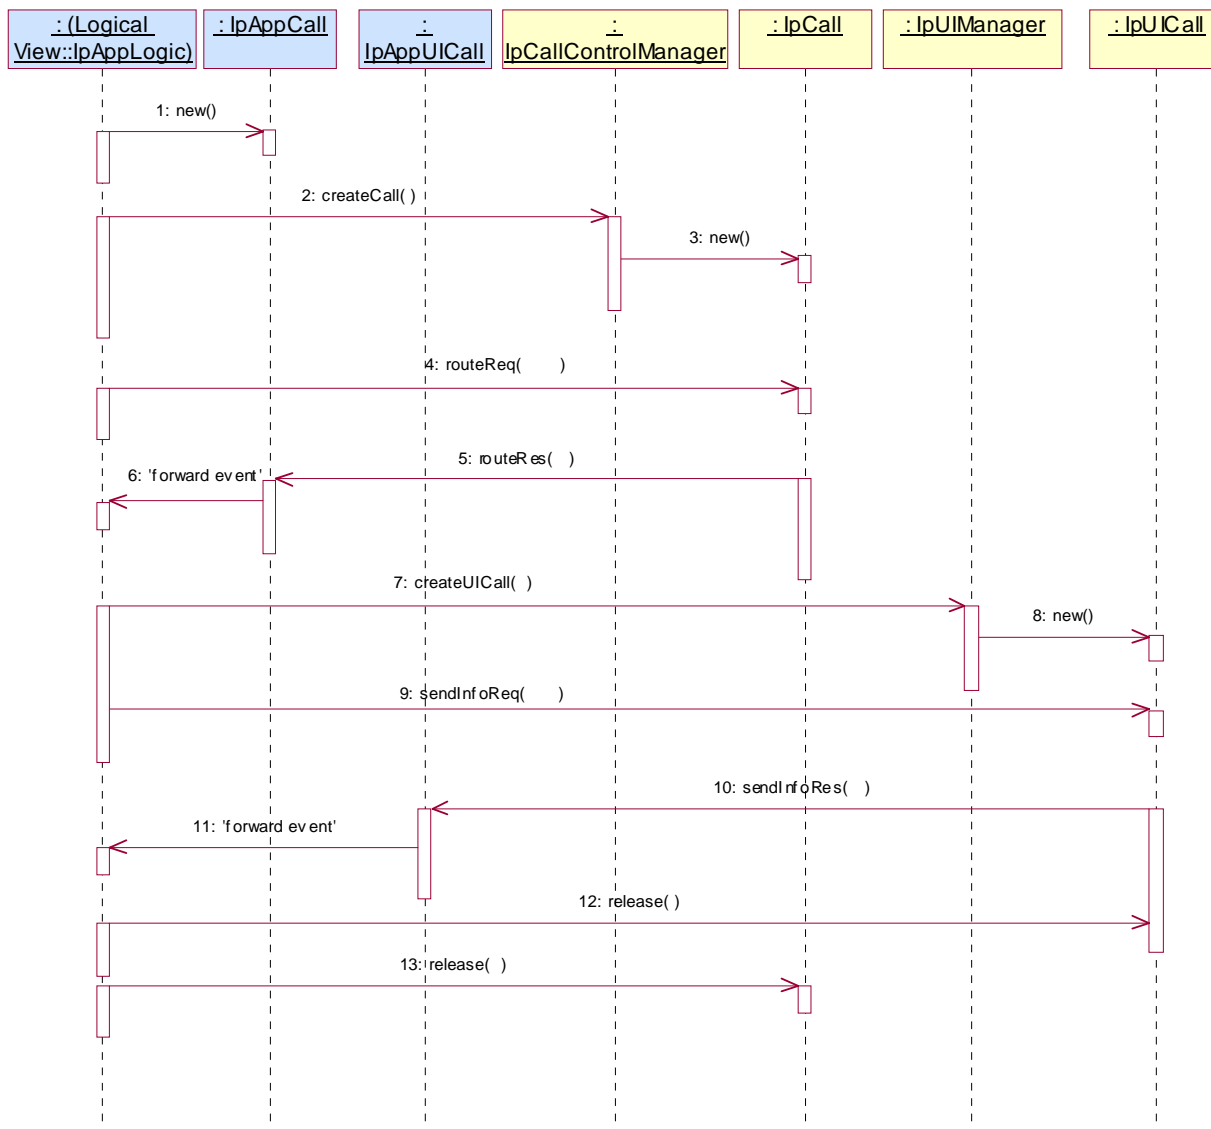 : (Logical
View::IpAppLogic)
: IpAppCall
:
IpAppUICall
:
IpCallControlManager
: IpCall
: IpUIManager
: IpUICall
1: new()
2: createCall( )
3: new()
4: routeReq( )
5: routeRes( )
6: 'forward event'
7: createUICall( )
8: new()
9: sendInfoReq( )
10: sendInfoRes( )
11: 'forward event'
12: release( )
13: release( )